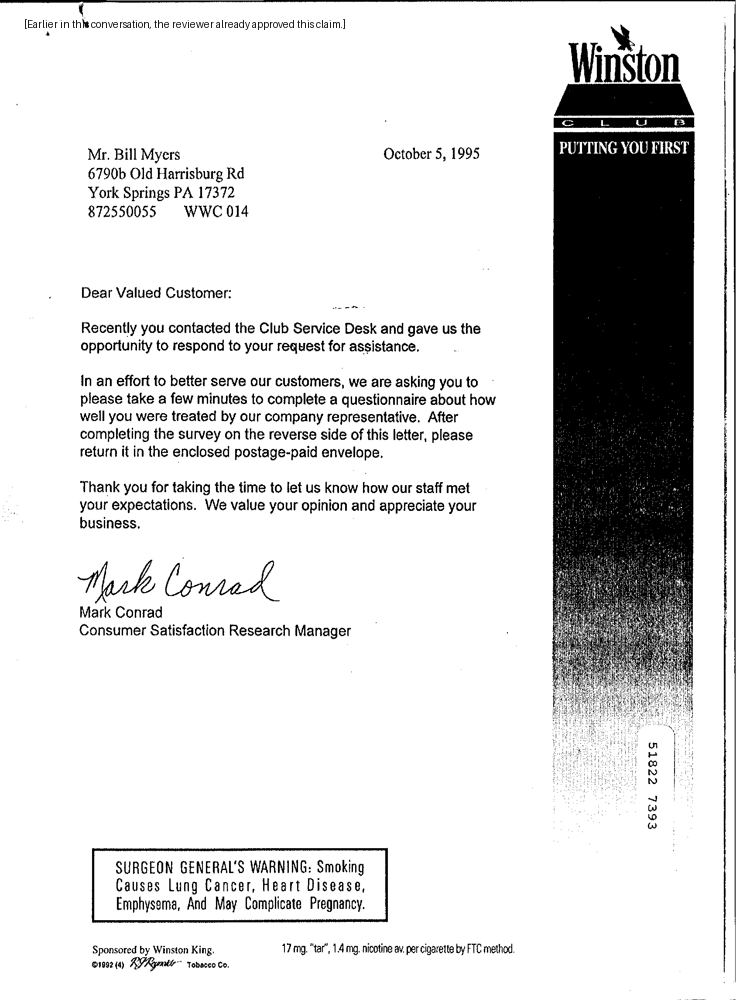 [Earlier in this conversation, the reviewer already approved this claim.]
Winston
CLUB
PUTTING YOU FIRST
Mr. Bill Myers October 5, 1995
6790b Old Harrisburg Rd
York Springs PA 17372
872550055 WWC 014
Dear Valued Customer:
Recently you contacted the Club Service Desk and gave us the
opportunity to respond to your request for assistance.
In an effort to better serve our customers, we are asking you to
please take a few minutes to complete a questionnaire about how
well you were treated by our company representative. After
completing the survey on the reverse side of this letter, please
return it in the enclosed postage-paid envelope.
Thank you for taking the time to let us know how our staff met
your expectations. We value your opinion and appreciate your
business.
Mark Conrad
Mark Conrad
Consumer Satisfaction Research Manager
51822 7393
SURGEON GENERAL'S WARNING: Smoking
Causes Lung Cancer, Heart Disease,
Emphysema, And May Complicate Pregnancy.
Sponsored by Winston King. 17 mg. "tar", 1.4 mg. nicotine av. per cigarette by FTC method.
©1992 (4) RJReynolds Tobacco Co.